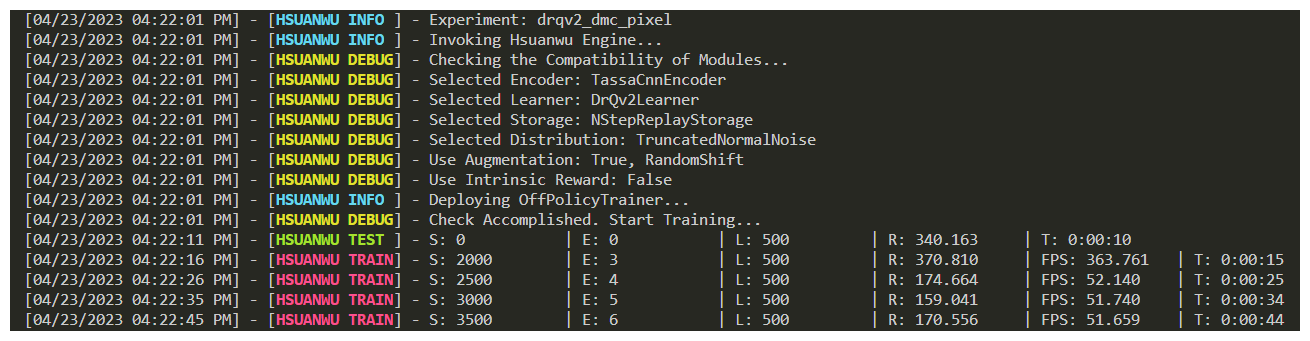 [04/23/2023 04:22:01 PM] - [HSUANWU INFO ] - Experiment: drqv2_dmc_pixel
[04/23/2023 04:22:01 PM] - [HSUANWU INFO ] - Invoking Hsuanwu Engine...
[04/23/2023 04:22:01 PM] - [HSUANWU DEBUG] - Checking the Compatibility of Modules...
[04/23/2023 04:22:01 PM] - [HSUANWU DEBUG] - Selected Encoder: TassaCnnEncoder
[04/23/2023 04:22:01 PM] - [HSUANWU DEBUG] - Selected Learner: DrQv2Learner
[04/23/2023 04:22:01 PM] - [HSUANWU DEBUG] - Selected Storage: NStepReplayStorage
[04/23/2023 04:22:01 PM] - [HSUANWU DEBUG] - Selected Distribution: TruncatedNormalNoise
[04/23/2023 04:22:01 PM] - [HSUANWU DEBUG] - Use Augmentation: True, RandomShift
[04/23/2023 04:22:01 PM] - [HSUANWU DEBUG] - Use Intrinsic Reward: False
[04/23/2023 04:22:01 PM] - [HSUANWU INFO ] - Deploying OffPolicyTrainer...
[04/23/2023 04:22:01 PM] - [HSUANWU DEBUG] - Check Accomplished. Start Training...
[04/23/2023 04:22:11 PM] - [HSUANWU TEST ] - S: 0 | E: 0 | L: 500 | R: 340.163 | T: 0:00:10
[04/23/2023 04:22:16 PM] - [HSUANWU TRAIN] - S: 2000 | E: 3 | L: 500 | R: 370.810 | FPS: 363.761 | T: 0:00:15
[04/23/2023 04:22:26 PM] - [HSUANWU TRAIN] - S: 2500 | E: 4 | L: 500 | R: 174.664 | FPS: 52.140 | T: 0:00:25
[04/23/2023 04:22:35 PM] - [HSUANWU TRAIN] - S: 3000 | E: 5 | L: 500 | R: 159.041 | FPS: 51.740 | T: 0:00:34
[04/23/2023 04:22:45 PM] - [HSUANWU TRAIN] - S: 3500 | E: 6 | L: 500 | R: 170.556 | FPS: 51.659 | T: 0:00:44